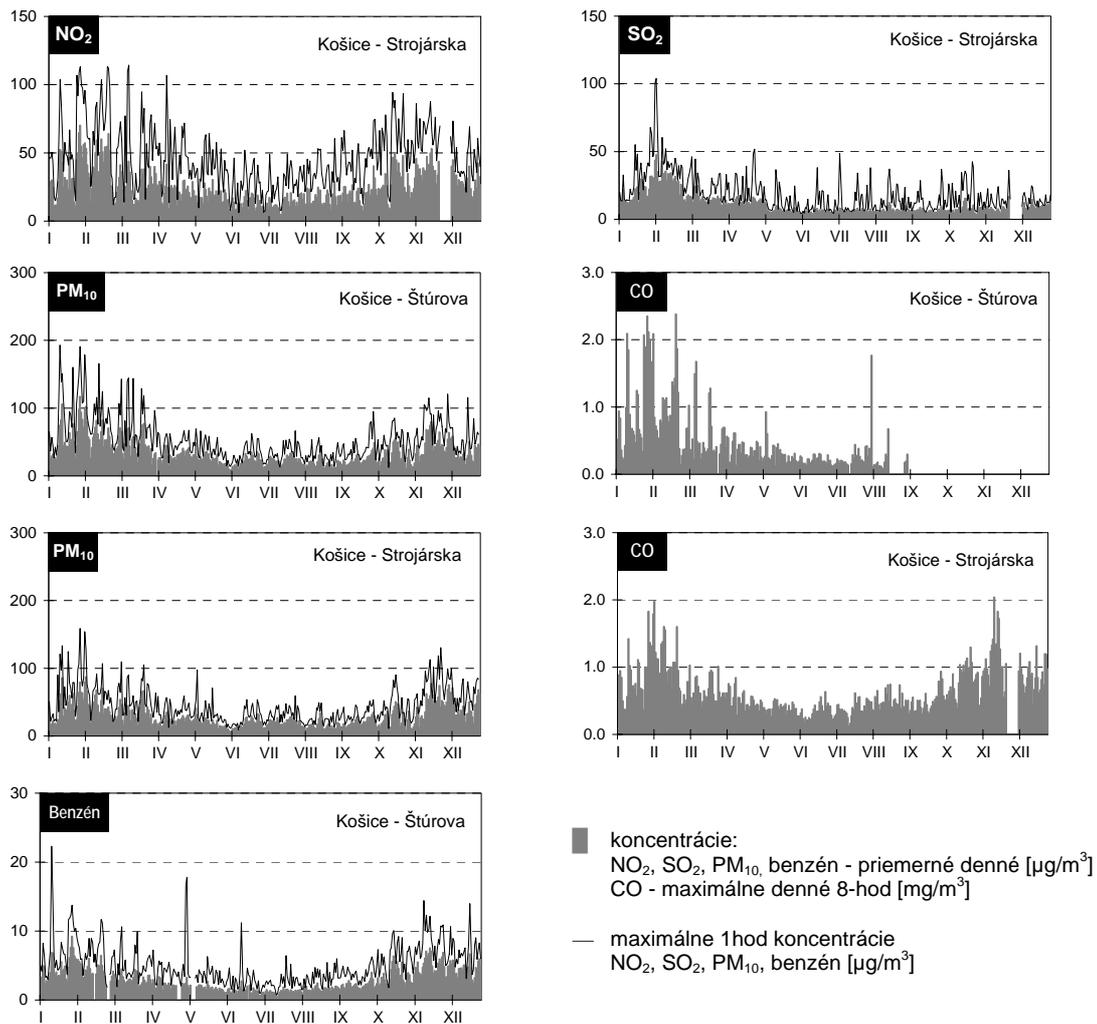 NO₂
Košice - Strojárska
150
100
50
0
I II III IV V VI VII VIII IX X XI XII
SO₂
Košice - Strojárska
150
100
50
0
I II III IV V VI VII VIII IX X XI XII
PM₁₀
Košice - Štúrova
300
200
100
0
I II III IV V VI VII VIII IX X XI XII
CO
Košice - Štúrova
3.0
2.0
1.0
0.0
I II III IV V VI VII VIII IX X XI XII
PM₁₀
Košice - Strojárska
300
200
100
0
I II III IV V VI VII VIII IX X XI XII
CO
Košice - Strojárska
3.0
2.0
1.0
0.0
I II III IV V VI VII VIII IX X XI XII
Benzén
Košice - Štúrova
30
20
10
0
I II III IV V VI VII VIII IX X XI XII
koncentrácie:
NO₂, SO₂, PM₁₀, benzén - priemerné denné [µg/m³]
CO - maximálne denné 8-hod [mg/m³]
maximálne 1hod koncentrácie
NO₂, SO₂, PM₁₀, benzén [µg/m³]